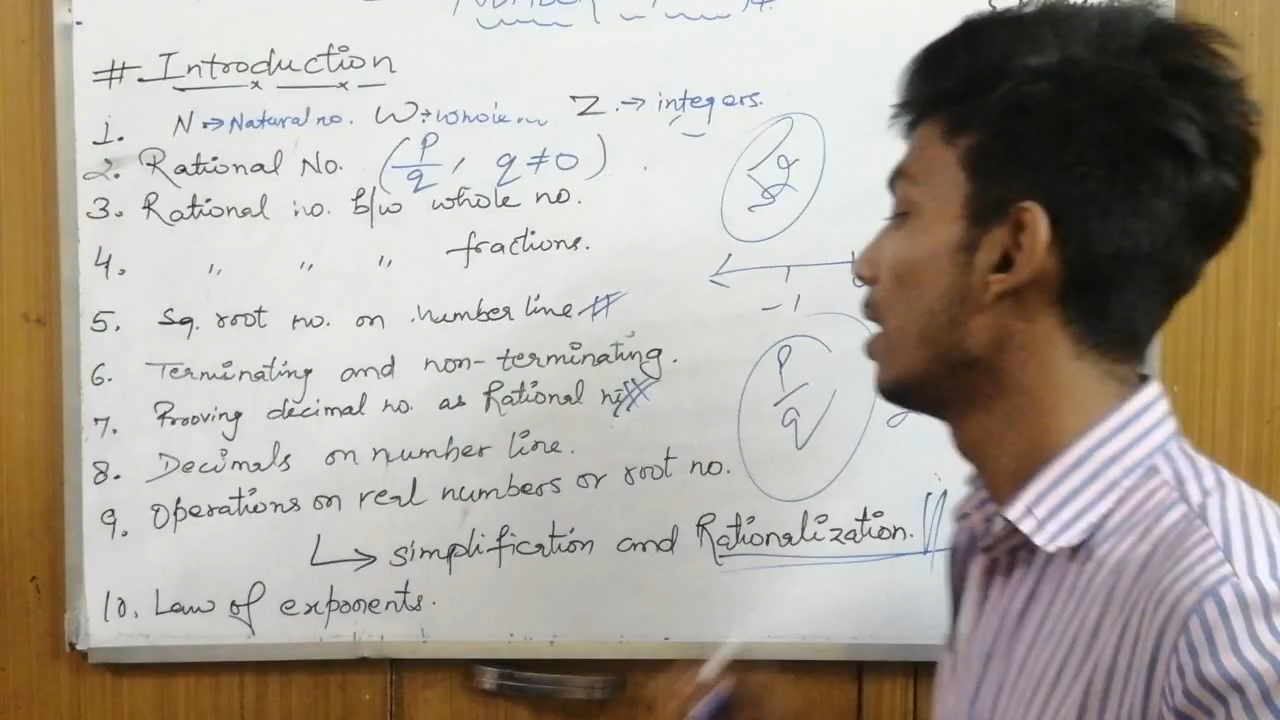 # Introduction
1. N → Natural no. W → whole no Z → integers.
2. Rational No. (p/q, q ≠ 0)
3. Rational no. b/w whole no.
4. " " " fractions.
5. Sq. root no. on number line #
6. Terminating and non-terminating.
7. Prooving decimal no. as Rational #
8. Decimals on number line.
9. Operations on real numbers or root no.
↳ simplification and Rationalization.
10. Law of exponents.
-1
P/q